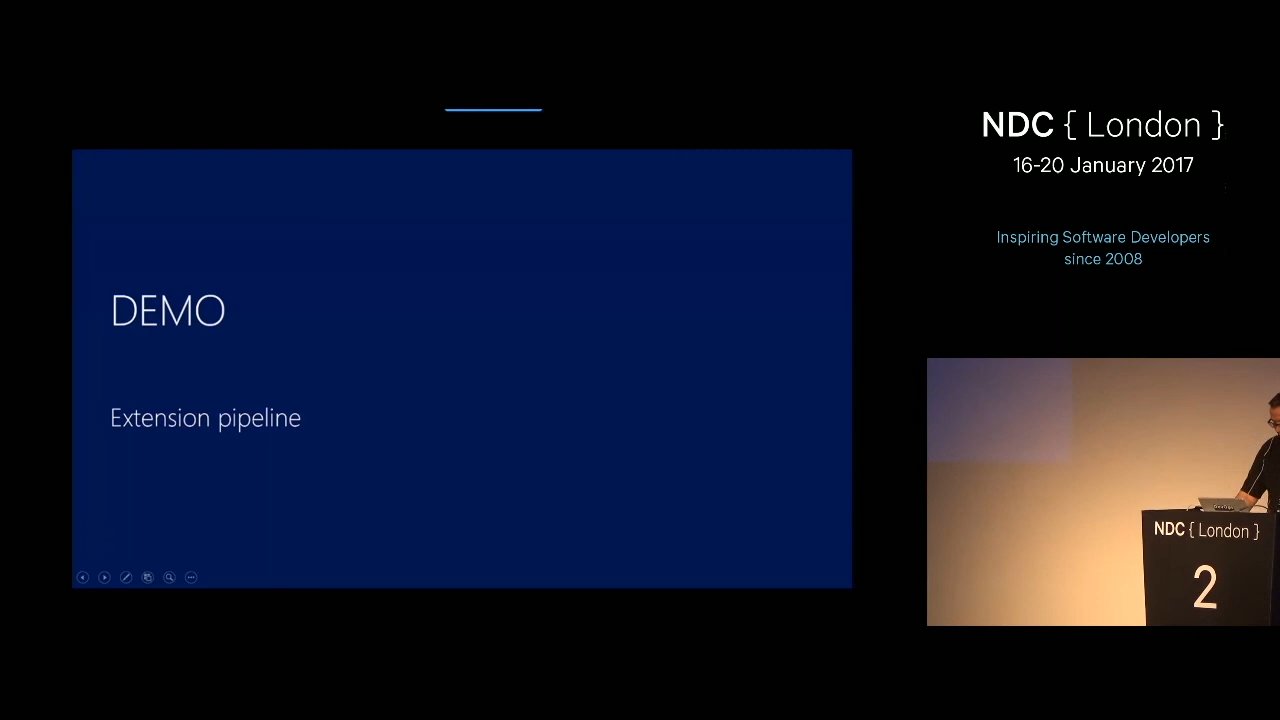 NDC { London }
16-20 January 2017
Inspiring Software Developers
since 2008
DEMO
Extension pipeline
NDC { London }
2